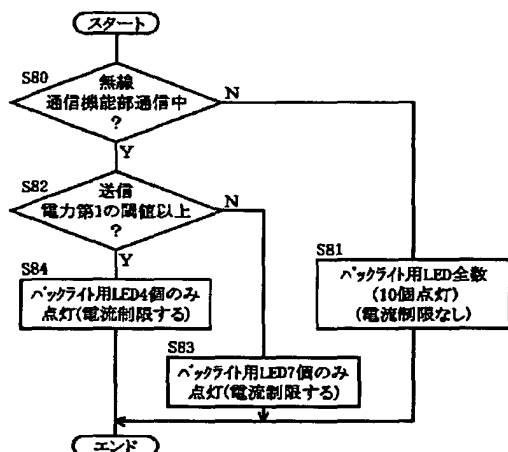 スタート
S80
無線
通信機能部通信中
?
N
Y
S82
送信
電力第1の閾値以上
?
N
Y
S84
バックライト用LED4個のみ
点灯(電流制限する)
S81
バックライト用LED全数
(10個点灯)
(電流制限なし)
S83
バックライト用LED7個のみ
点灯(電流制限する)
エンド